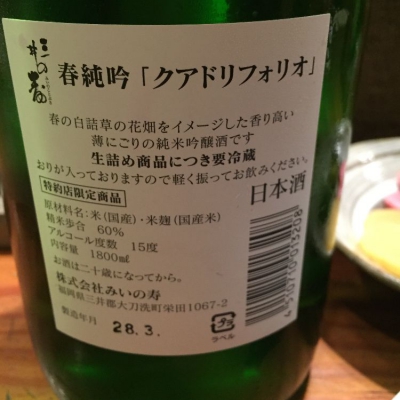 三井の寿
春純吟「クアドリフォリオ」
春の白詰草の花畑をイメージした香り高い
薄にごりの純米吟醸酒です
生詰め商品につき要冷蔵
おりが入っておりますので軽く振ってお飲みください。
特約店限定商品
日本酒
原材料名:米(国産)・米麹(国産米)
精米歩合 60%
アルコール度数 15度
内容量 1800㎖
お酒は二十歳になってから。
株式会社みいの寿
福岡県三井郡大刀洗町栄田1067-2
製造年月 28.3.
ラベル